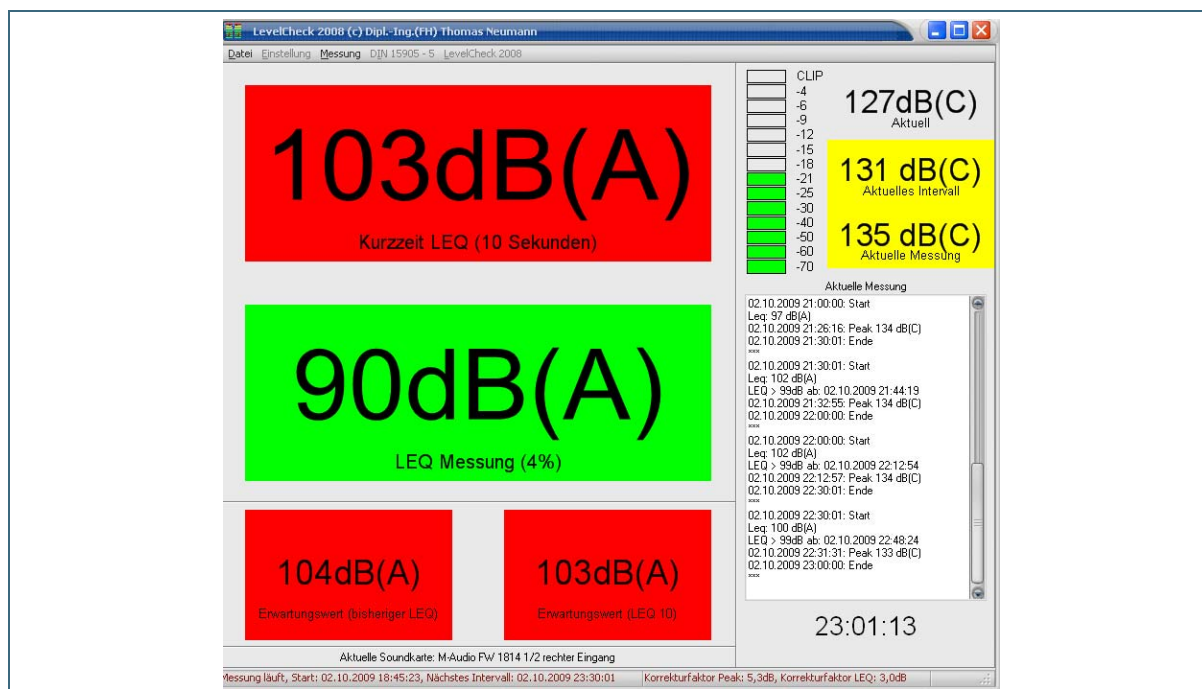 LevelCheck 2008 (c) Dipl.-Ing.(FH) Thomas Neumann
Datei Einstellung Messung DIN 15905 - 5 LevelCheck 2008
103dB(A)
Kurzzeit LEQ (10 Sekunden)
90dB(A)
LEQ Messung (4%)
104dB(A)
Erwartungswert (bisheriger LEQ)
103dB(A)
Erwartungswert (LEQ 10)
Aktuelle Soundkarte: M-Audio FW 1814 1/2 rechter Eingang
CLIP
-4
-6
-9
-12
-15
-18
-21
-25
-30
-40
-50
-60
-70
127dB(C)
Aktuell
131 dB(C)
Aktuelles Intervall
135 dB(C)
Aktuelle Messung
Aktuelle Messung
02.10.2009 21:00:00: Start
Leq: 97 dB(A)
02.10.2009 21:26:16: Peak 134 dB(C)
02.10.2009 21:30:01: Ende
***
02.10.2009 21:30:01: Start
Leq: 102 dB(A)
LEQ > 99dB ab: 02.10.2009 21:44:19
02.10.2009 21:32:55: Peak 134 dB(C)
02.10.2009 22:00:00: Ende
***
02.10.2009 22:00:00: Start
Leq: 102 dB(A)
LEQ > 99dB ab: 02.10.2009 22:12:54
02.10.2009 22:12:57: Peak 134 dB(C)
02.10.2009 22:30:01: Ende
***
02.10.2009 22:30:01: Start
Leq: 100 dB(A)
LEQ > 99dB ab: 02.10.2009 22:48:24
02.10.2009 22:31:31: Peak 133 dB(C)
02.10.2009 23:00:00: Ende
***
23:01:13
Messung läuft, Start: 02.10.2009 18:45:23, Nächstes Intervall: 02.10.2009 23:30:01 Korrekturfaktor Peak: 5,3dB, Korrekturfaktor LEQ: 3,0dB